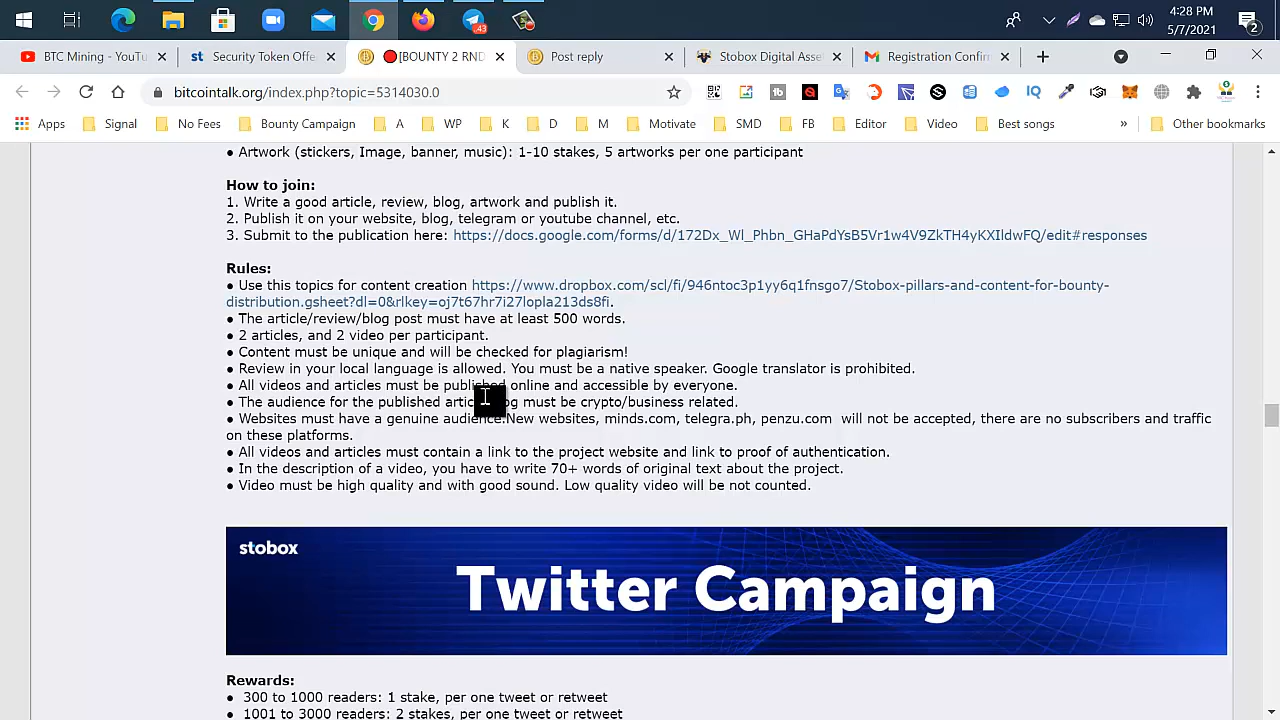 4:28 PM
5/7/2021
43
2
BTC Mining - YouTu
st Security Token Offe
[BOUNTY 2 RND
Post reply
Stobox Digital Asset
Registration Confirm
bitcointalk.org/index.php?topic=5314030.0
Apps
Signal
No Fees
Bounty Campaign
A
WP
K
D
M
Motivate
SMD
FB
Editor
Video
Best songs
»
Other bookmarks
● Artwork (stickers, Image, banner, music): 1-10 stakes, 5 artworks per one participant
How to join:
1. Write a good article, review, blog, artwork and publish it.
2. Publish it on your website, blog, telegram or youtube channel, etc.
3. Submit to the publication here: https://docs.google.com/forms/d/172Dx_Wl_Phbn_GHaPdYsB5Vr1w4V9ZkTH4yKXIldwFQ/edit#responses
Rules:
● Use this topics for content creation https://www.dropbox.com/scl/fi/946ntoc3p1yy6q1fnsgo7/Stobox-pillars-and-content-for-bounty-
distribution.gsheet?dl=0&rlkey=oj7t67hr7i27lopla213ds8fi.
● The article/review/blog post must have at least 500 words.
● 2 articles, and 2 video per participant.
● Content must be unique and will be checked for plagiarism!
● Review in your local language is allowed. You must be a native speaker. Google translator is prohibited.
● All videos and articles must be published online and accessible by everyone.
● The audience for the published must be crypto/business related.
● Websites must have a genuine audience.New websites, minds.com, telegra.ph, penzu.com will not be accepted, there are no subscribers and traffic
on these platforms.
● All videos and articles must contain a link to the project website and link to proof of authentication.
● In the description of a video, you have to write 70+ words of original text about the project.
● Video must be high quality and with good sound. Low quality video will be not counted.
stobox
Twitter Campaign
Rewards:
● 300 to 1000 readers: 1 stake, per one tweet or retweet
● 1001 to 3000 readers: 2 stakes, per one tweet or retweet